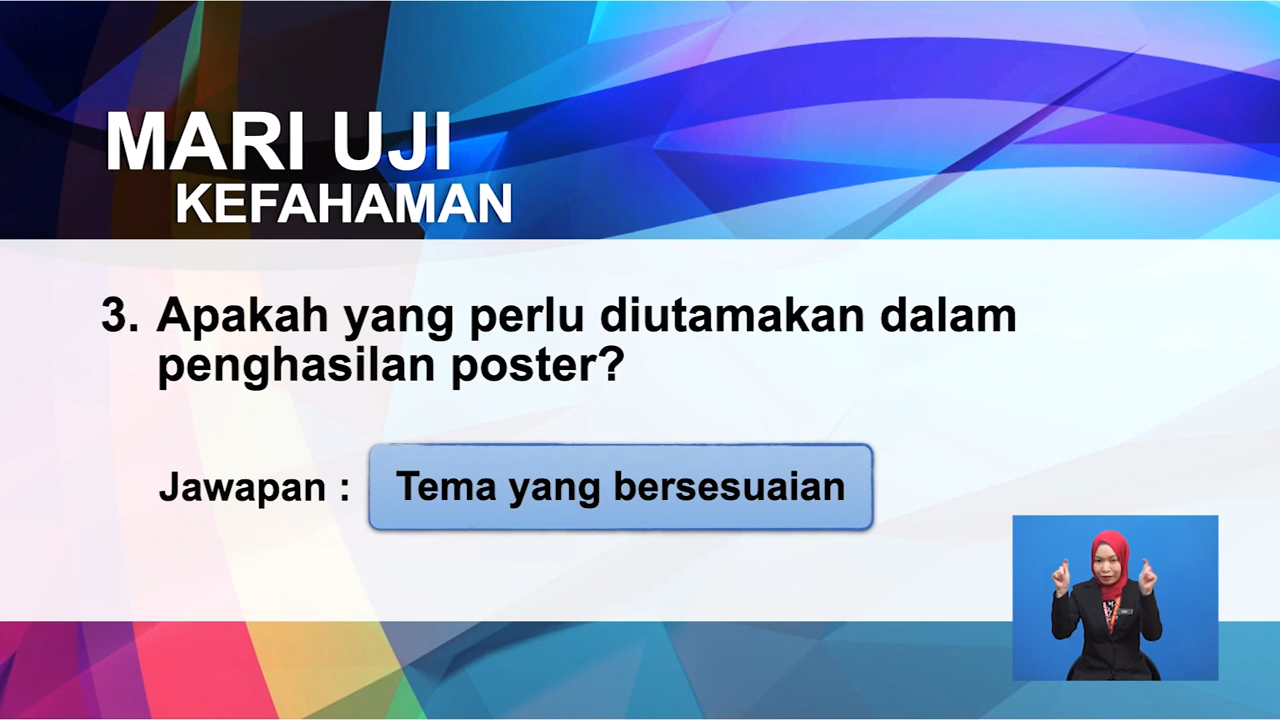 MARI UJI
KEFAHAMAN
3. Apakah yang perlu diutamakan dalam
penghasilan poster?
Jawapan : Tema yang bersesuaian